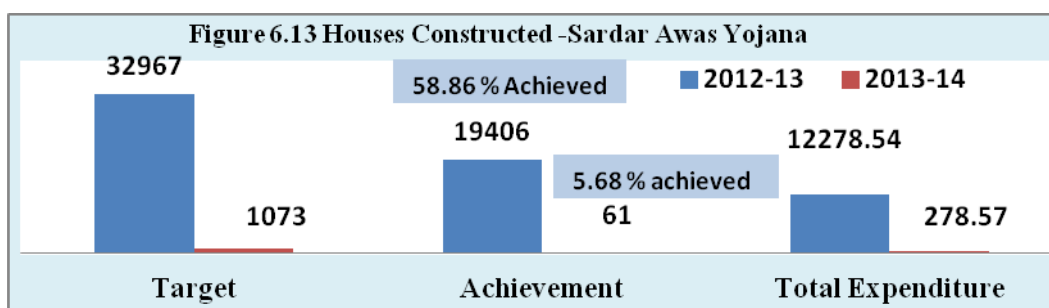 Figure 6.13 Houses Constructed -Sardar Awas Yojana
32967
58.86 % Achieved
2012-13 2013-14
19406
12278.54
5.68 % achieved
1073
61
278.57
Target Achievement Total Expenditure